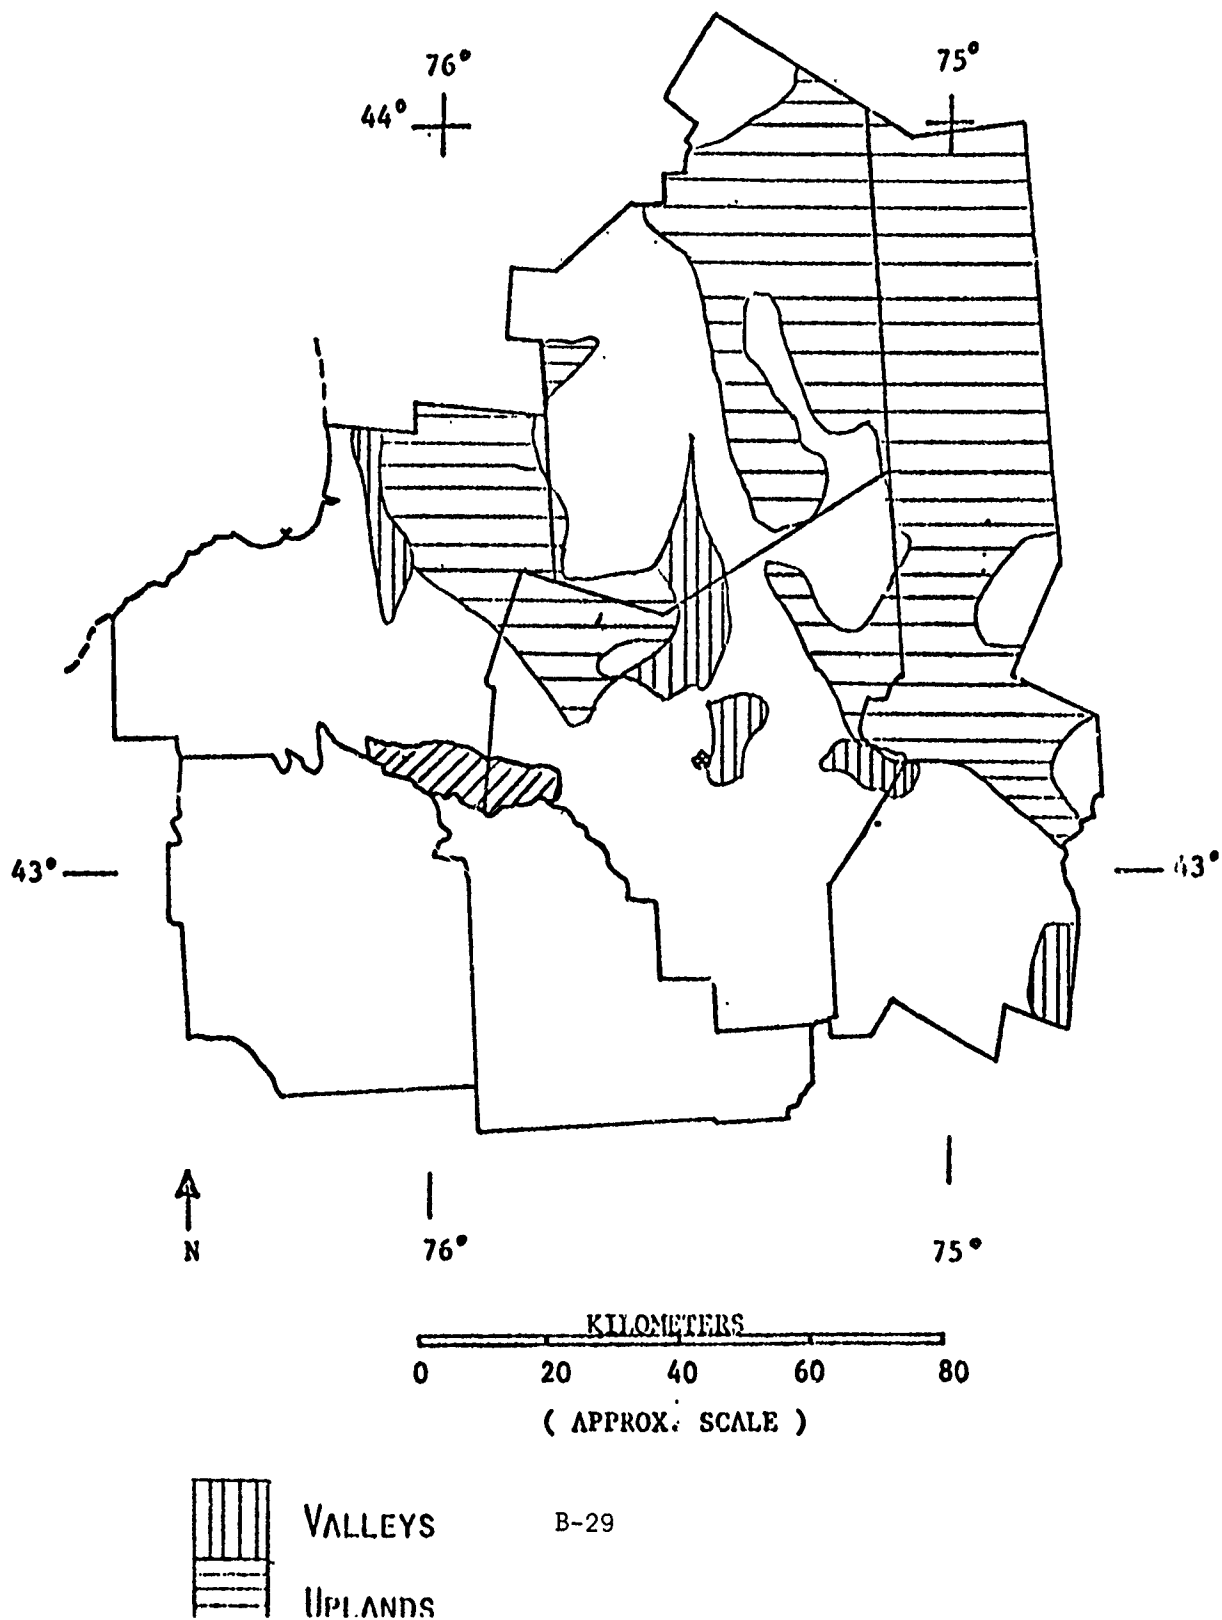 76° 75°
44°
43° 43°
N 76° 75°
KILOMETERS
0 20 40 60 80
( APPROX. SCALE )
VALLEYS B-29
UPLANDS